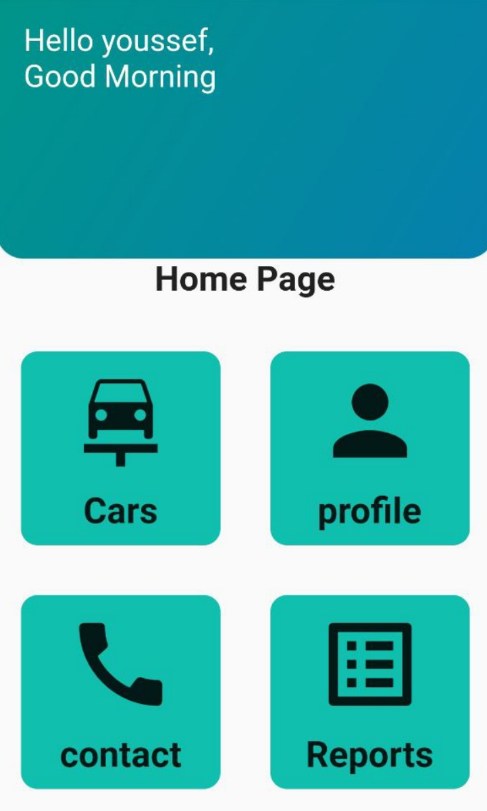 Hello youssef,
Good Morning
Home Page
Cars
profile
contact
Reports